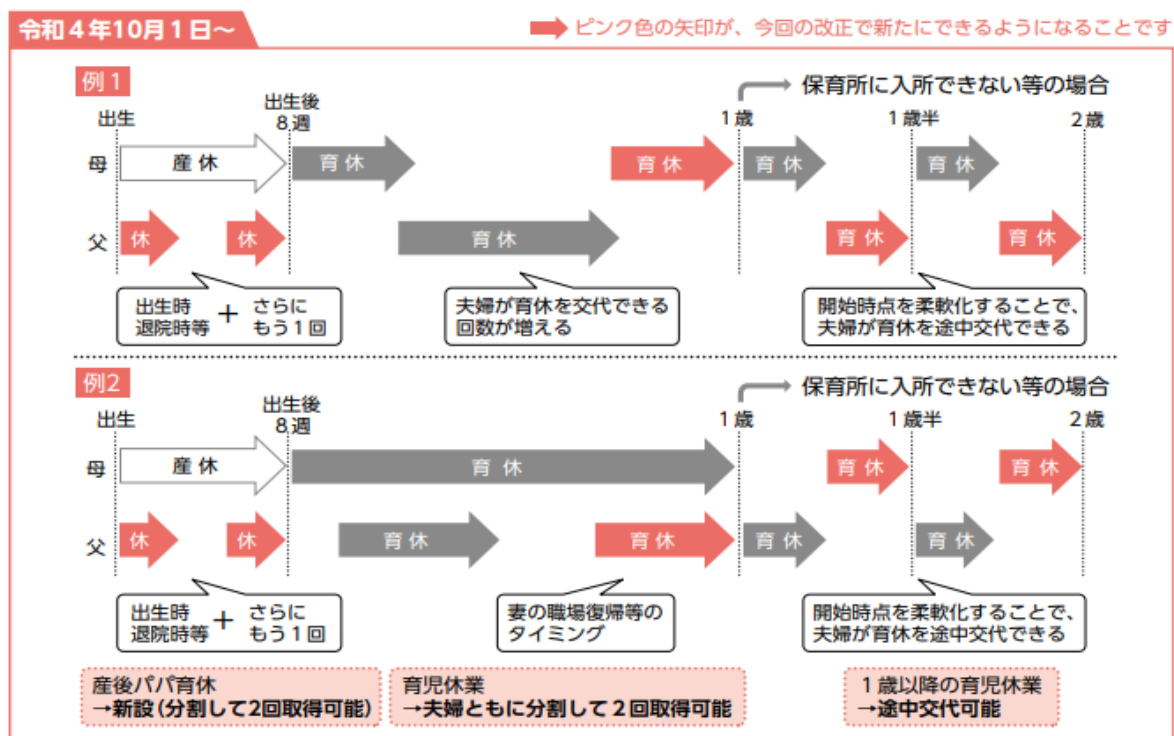 令和4年10月1日~
ピンク色の矢印が、今回の改正で新たにできるようになることです
例1
保育所に入所できない等の場合
出生
出生後
8週
1歳
1歳半
2歳
母
産休
育休
育休
育休
育休
父
休
休
育休
育休
育休
出生時
退院時等
+
さらに
もう1回
夫婦が育休を交代できる
回数が増える
開始時点を柔軟化することで、
夫婦が育休を途中交代できる
例2
保育所に入所できない等の場合
出生
出生後
8週
1歳
1歳半
2歳
母
産休
育休
育休
育休
父
休
休
育休
育休
育休
育休
出生時
退院時等
+
さらに
もう1回
妻の職場復帰等の
タイミング
開始時点を柔軟化することで、
夫婦が育休を途中交代できる
産後パパ育休
→新設(分割して2回取得可能)
育児休業
→夫婦ともに分割して2回取得可能
1歳以降の育児休業
→途中交代可能